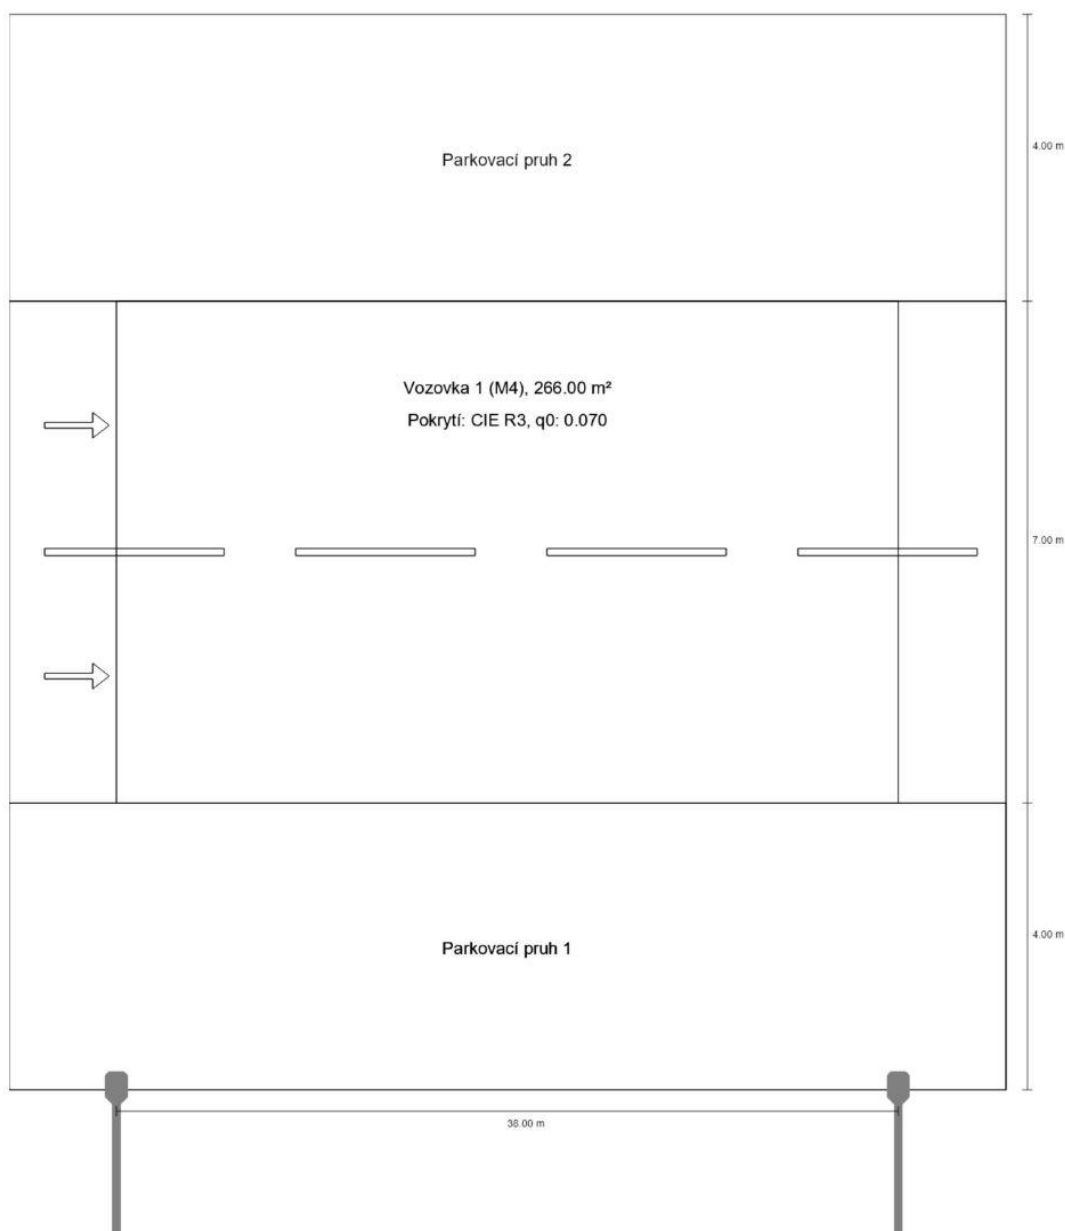 Parkovací pruh 2
4.00 m
Vozovka 1 (M4), 266.00 m²
Pokrytí: CIE R3, q0: 0.070
7.00 m
Parkovací pruh 1
4.00 m
38.00 m